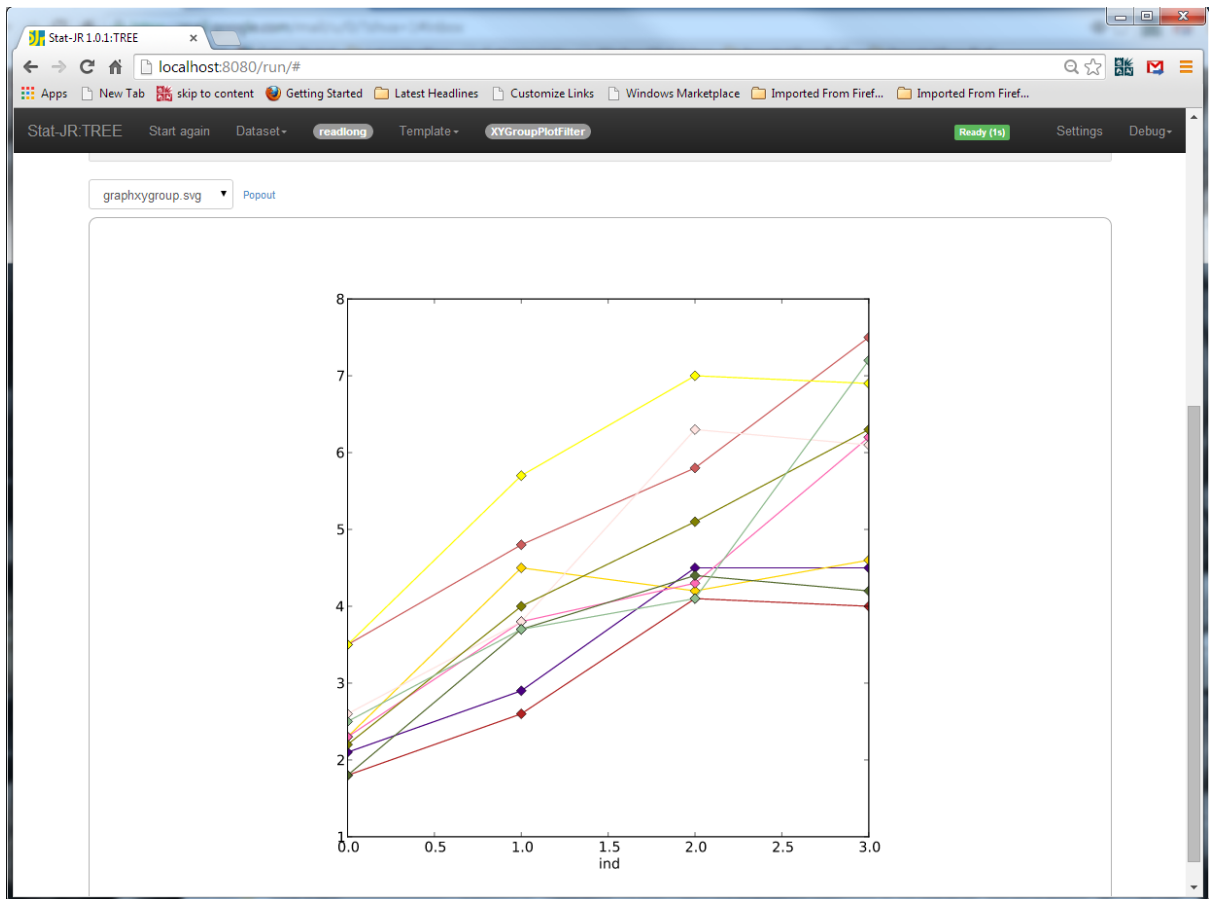 Stat-JR 1.0.1:TREE
localhost:8080/run/#
Apps New Tab skip to content Getting Started Latest Headlines Customize Links Windows Marketplace Imported From Firef... Imported From Firef...
Stat-JR:TREE Start again Dataset readlong Template XYGroupPlotFilter Ready (1s) Settings Debug
graphxygroup.svg Popout
8
7
6
5
4
3
2
1
0.0 0.5 1.0 1.5 2.0 2.5 3.0
ind